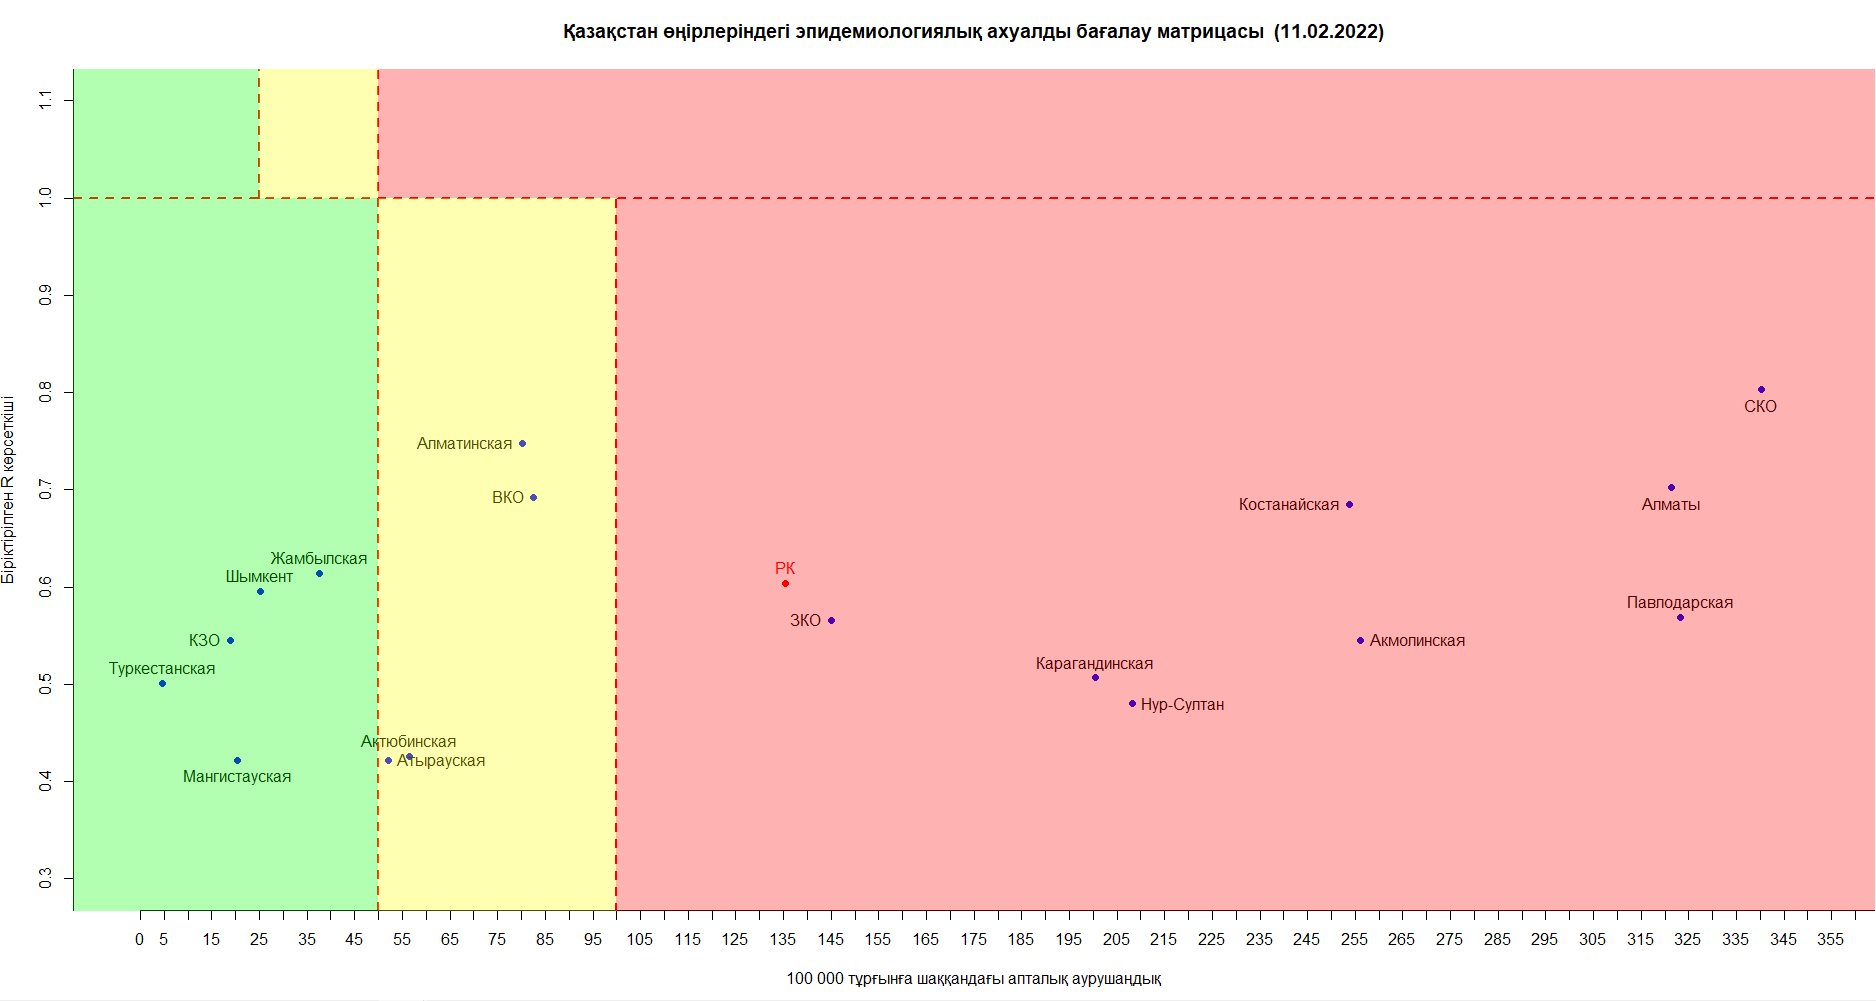 Қазақстан өңірлеріндегі эпидемиологиялық ахуалды бағалау матрицасы (11.02.2022)
Біріктірілген R көрсеткіші
1.1
1.0
0.9
0.8
0.7
0.6
0.5
0.4
0.3
СКО
Алматинская
ВКО
Костанайская
Алматы
Жамбылская
Шымкент
РК
ЗКО
Павлодарская
КЗО
Акмолинская
Туркестанская
Карагандинская
Нур-Султан
Актюбинская
Атырауская
Мангистауская
0 5 15 25 35 45 55 65 75 85 95 105 115 125 135 145 155 165 175 185 195 205 215 225 235 245 255 265 275 285 295 305 315 325 335 345 355
100 000 тұрғынға шаққандағы апталық аурушаңдық